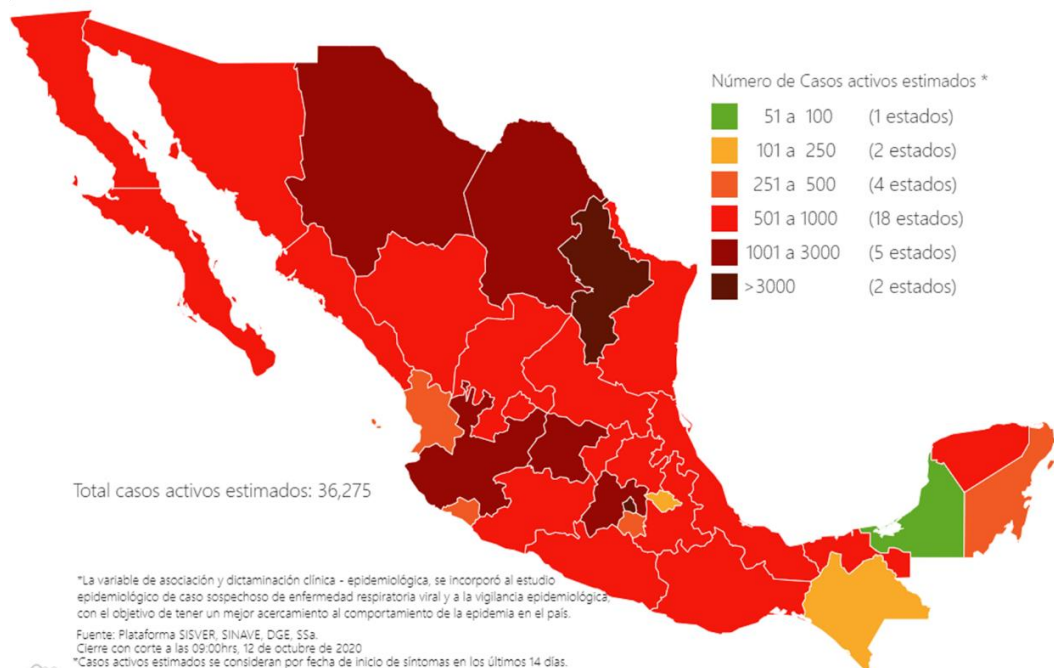 Número de Casos activos estimados *
51 a 100 (1 estados)
101 a 250 (2 estados)
251 a 500 (4 estados)
501 a 1000 (18 estados)
1001 a 3000 (5 estados)
>3000 (2 estados)
Total casos activos estimados: 36,275
*La variable de asociación y dictaminación clínica - epidemiológica, se incorporó al estudio
epidemiológico de caso sospechoso de enfermedad respiratoria viral y a la vigilancia epidemiológica,
con el objetivo de tener un mejor acercamiento al comportamiento de la epidemia en el país.
Fuente: Plataforma SISVER, SINAVE, DGE, SSa.
Cierre con corte a las 09:00hrs, 12 de octubre de 2020
*Casos activos estimados se consideran por fecha de inicio de síntomas en los últimos 14 días.